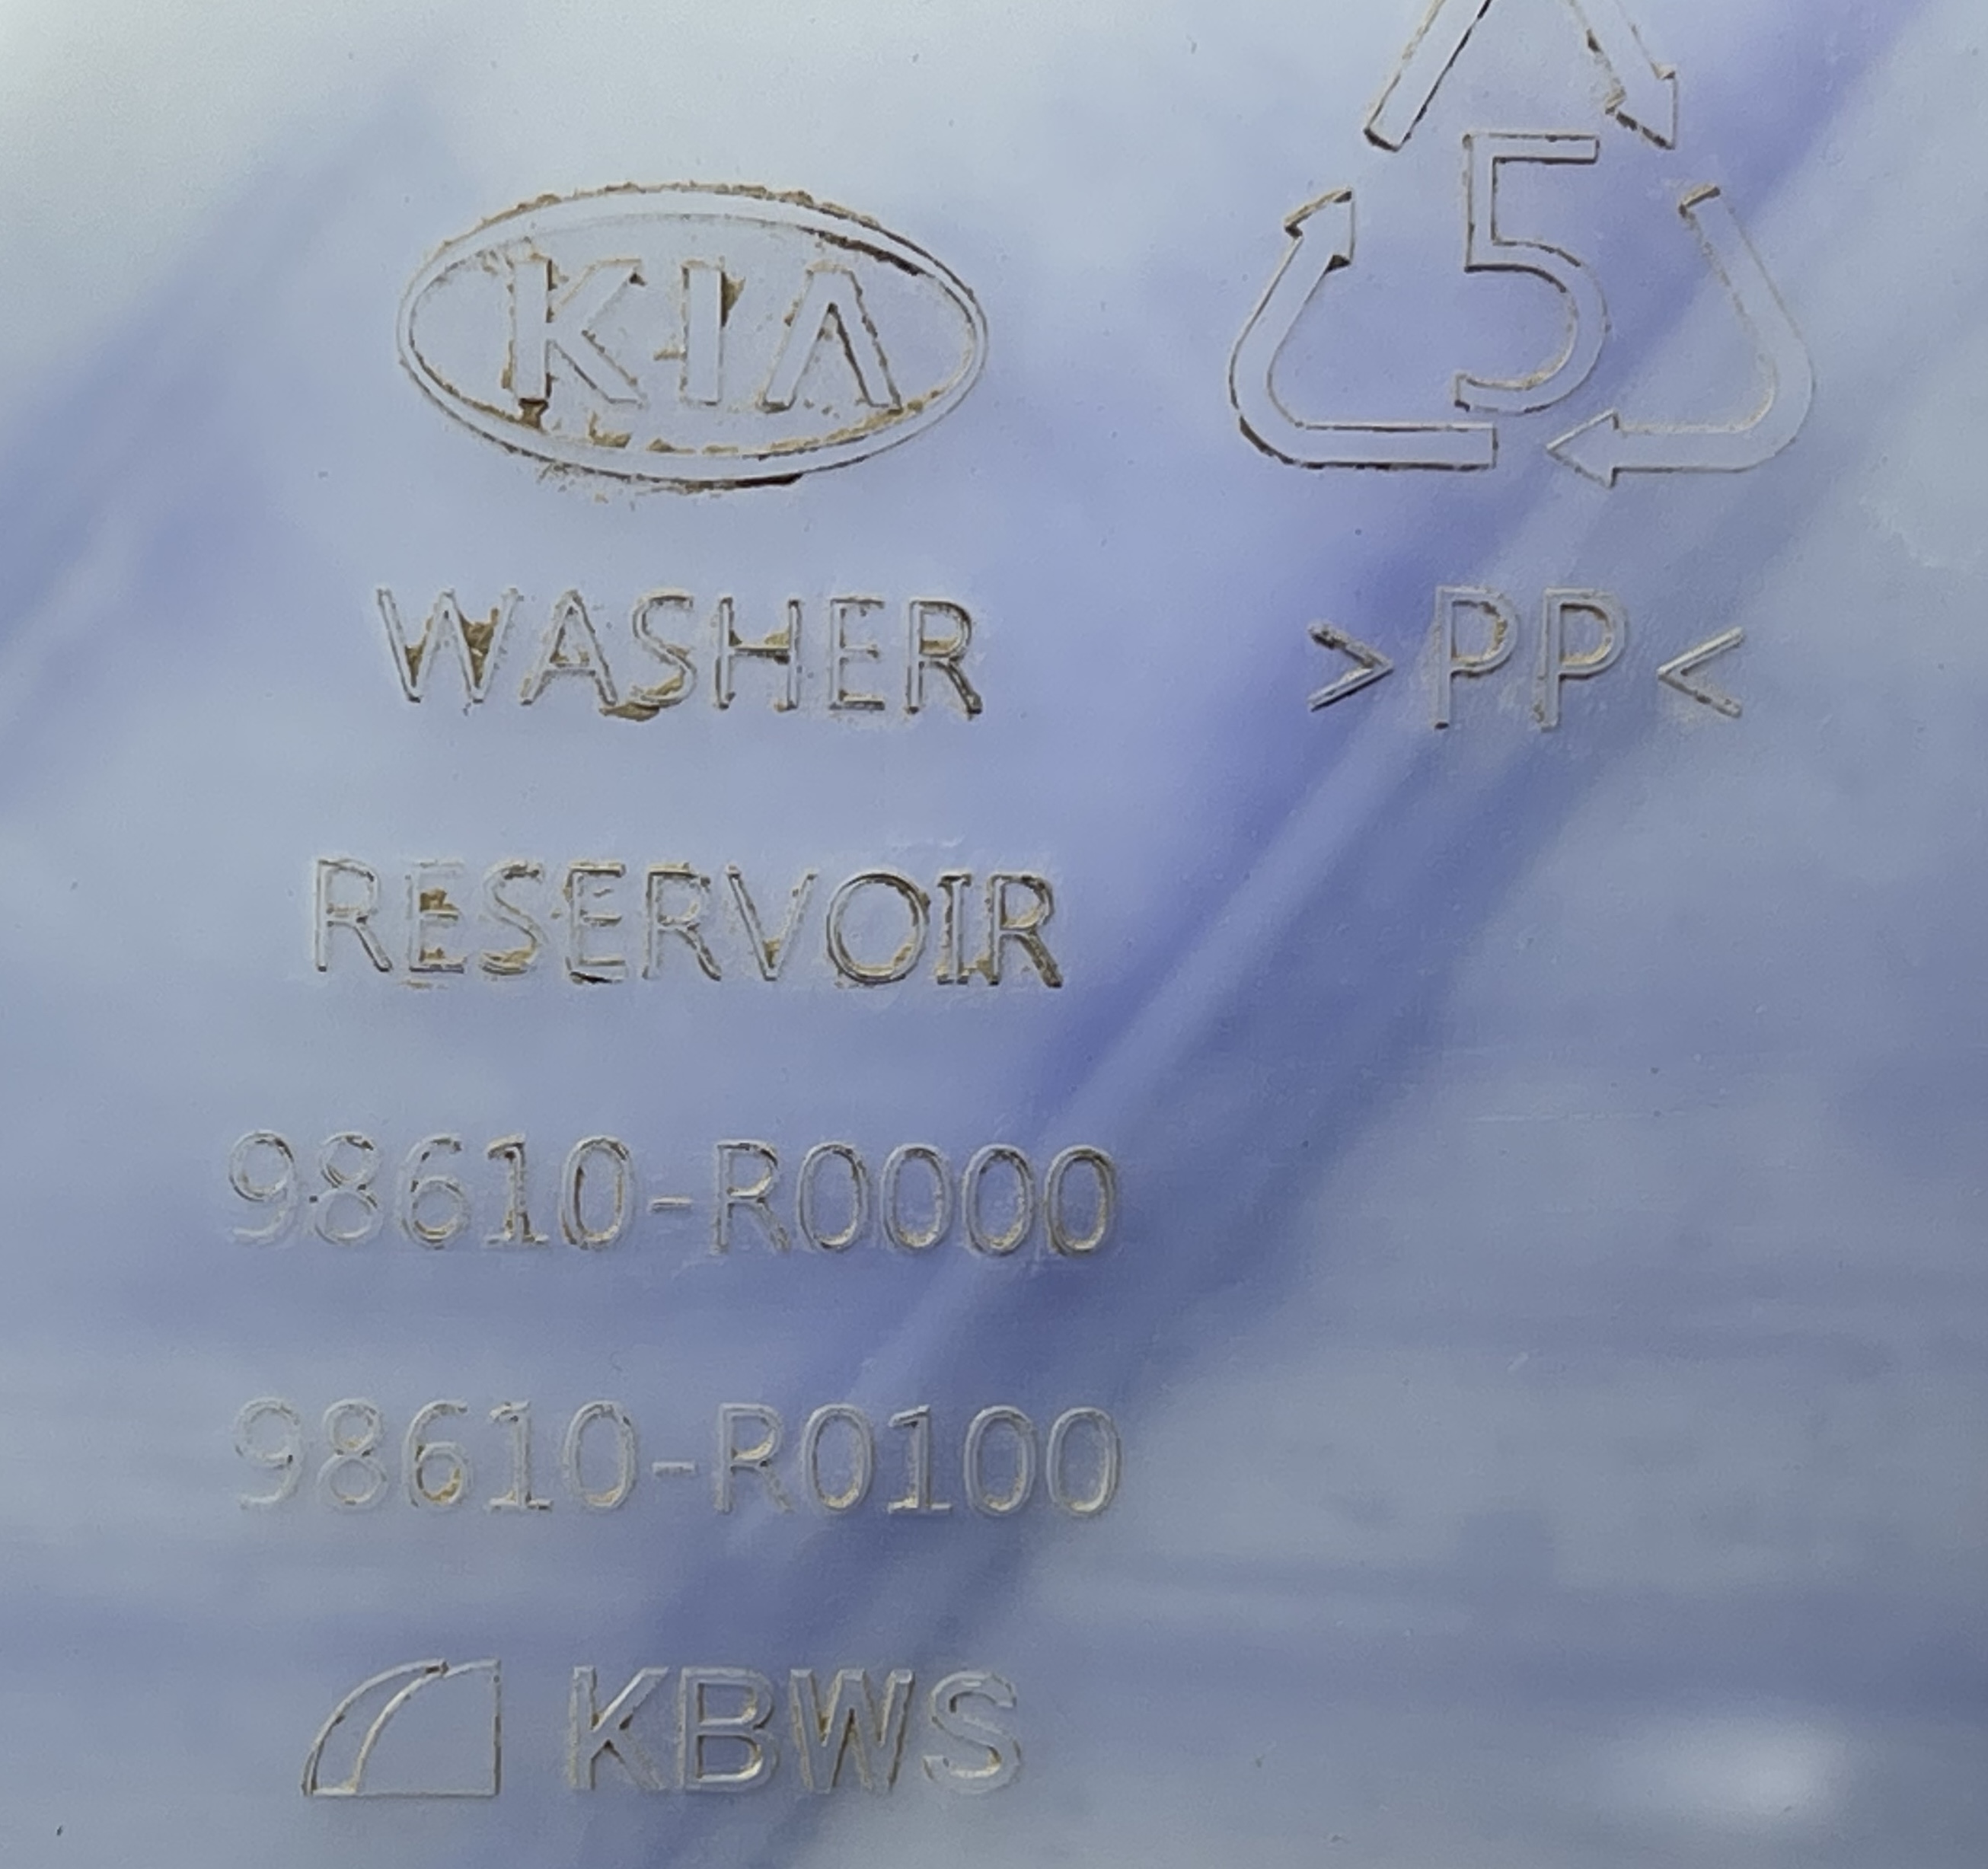 KIA
WASHER
RESERVOIR
98610-R0000
98610-R0100
KBWS
5
>PP<